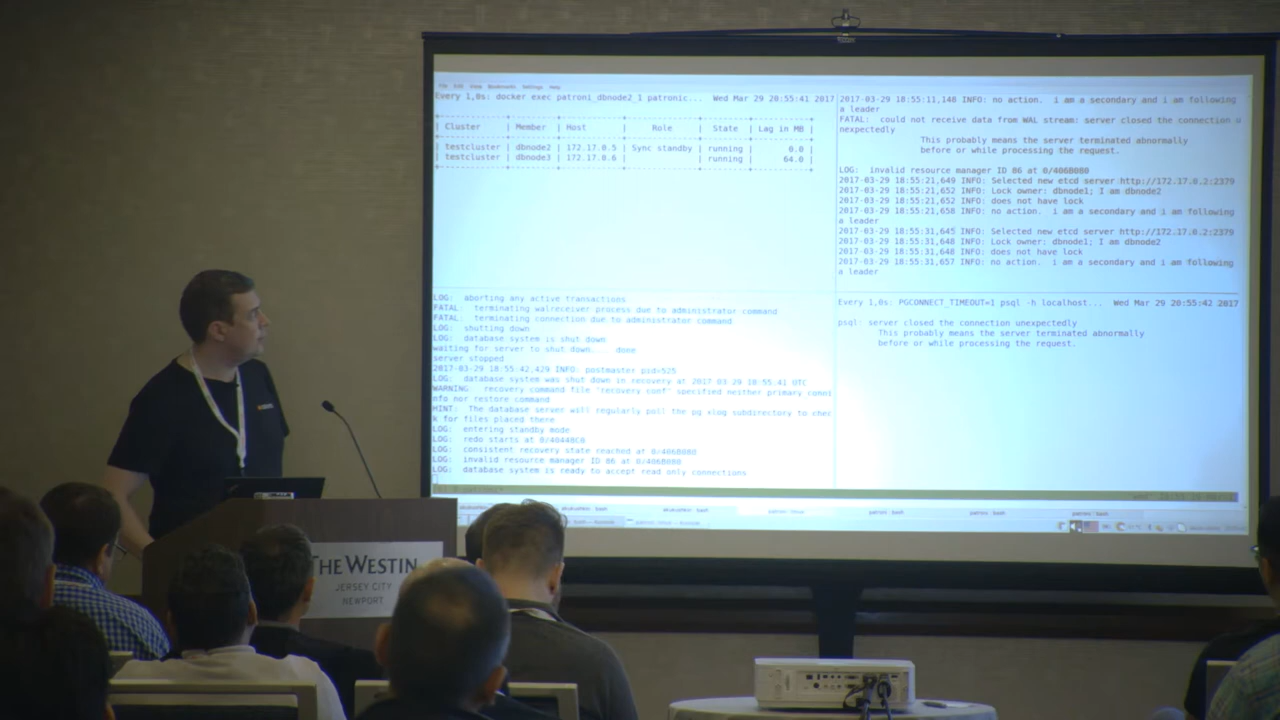 File Edit View Bookmarks Settings Help
Every 1,0s: docker exec patroni_dbnode2_1 patronic... Wed Mar 29 20:55:41 2017
| Cluster | Member | Host | Role | State | Lag in MB |
| testcluster | dbnode2 | 172.17.0.5 | Sync standby | running | 0.0 |
| testcluster | dbnode3 | 172.17.0.6 | | running | 64.0 |
2017-03-29 18:55:11,148 INFO: no action. i am a secondary and i am following
a leader
FATAL: could not receive data from WAL stream: server closed the connection u
nexpectedly
This probably means the server terminated abnormally
before or while processing the request.
LOG: invalid resource manager ID 86 at 0/406B080
2017-03-29 18:55:21,649 INFO: Selected new etcd server http://172.17.0.2:2379
2017-03-29 18:55:21,652 INFO: Lock owner: dbnode1; I am dbnode2
2017-03-29 18:55:21,652 INFO: does not have lock
2017-03-29 18:55:21,658 INFO: no action. i am a secondary and i am following
a leader
2017-03-29 18:55:31,645 INFO: Selected new etcd server http://172.17.0.2:2379
2017-03-29 18:55:31,648 INFO: Lock owner: dbnode1; I am dbnode2
2017-03-29 18:55:31,648 INFO: does not have lock
2017-03-29 18:55:31,657 INFO: no action. i am a secondary and i am following
a leader
LOG: aborting any active transactions
FATAL: terminating walreceiver process due to administrator command
FATAL: terminating connection due to administrator command
LOG: shutting down
LOG: database system is shut down
waiting for server to shut down.... done
server stopped
2017-03-29 18:55:42,429 INFO: postmaster pid=525
LOG: database system was shut down in recovery at 2017-03-29 18:55:41 UTC
WARNING: recovery command file "recovery.conf" specified neither primary_conni
nfo nor restore_command
HINT: The database server will regularly poll the pg_xlog subdirectory to chec
k for files placed there
LOG: entering standby mode
LOG: redo starts at 0/40448C8
LOG: consistent recovery state reached at 0/406B080
LOG: invalid resource manager ID 86 at 0/406B080
LOG: database system is ready to accept read only connections
Every 1,0s: PGCONNECT_TIMEOUT=1 psql -h localhost... Wed Mar 29 20:55:42 2017
psql: server closed the connection unexpectedly
This probably means the server terminated abnormally
before or while processing the request.
THE WESTIN
JERSEY CITY
NEWPORT